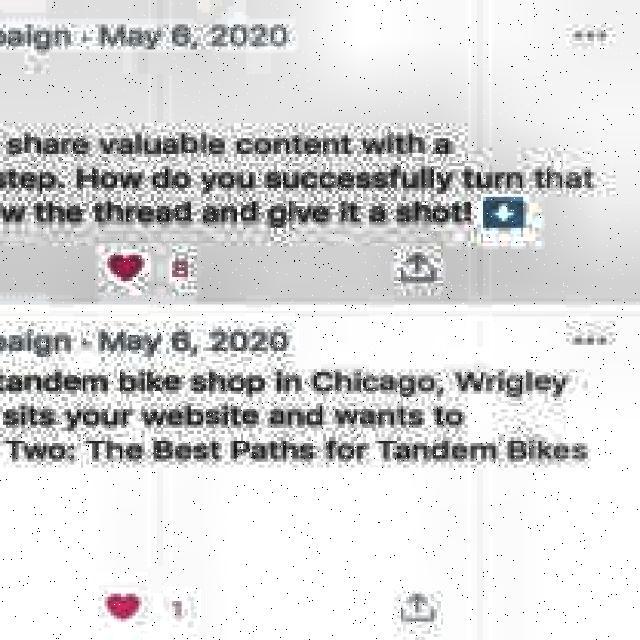 paign · May 6, 2020
share valuable content with a
step. How do you successfully turn that
w the thread and give it a shot!
8
paign · May 6, 2020
tandem bike shop in Chicago, Wrigley
sits your website and wants to
Two: The Best Paths for Tandem Bikes
1